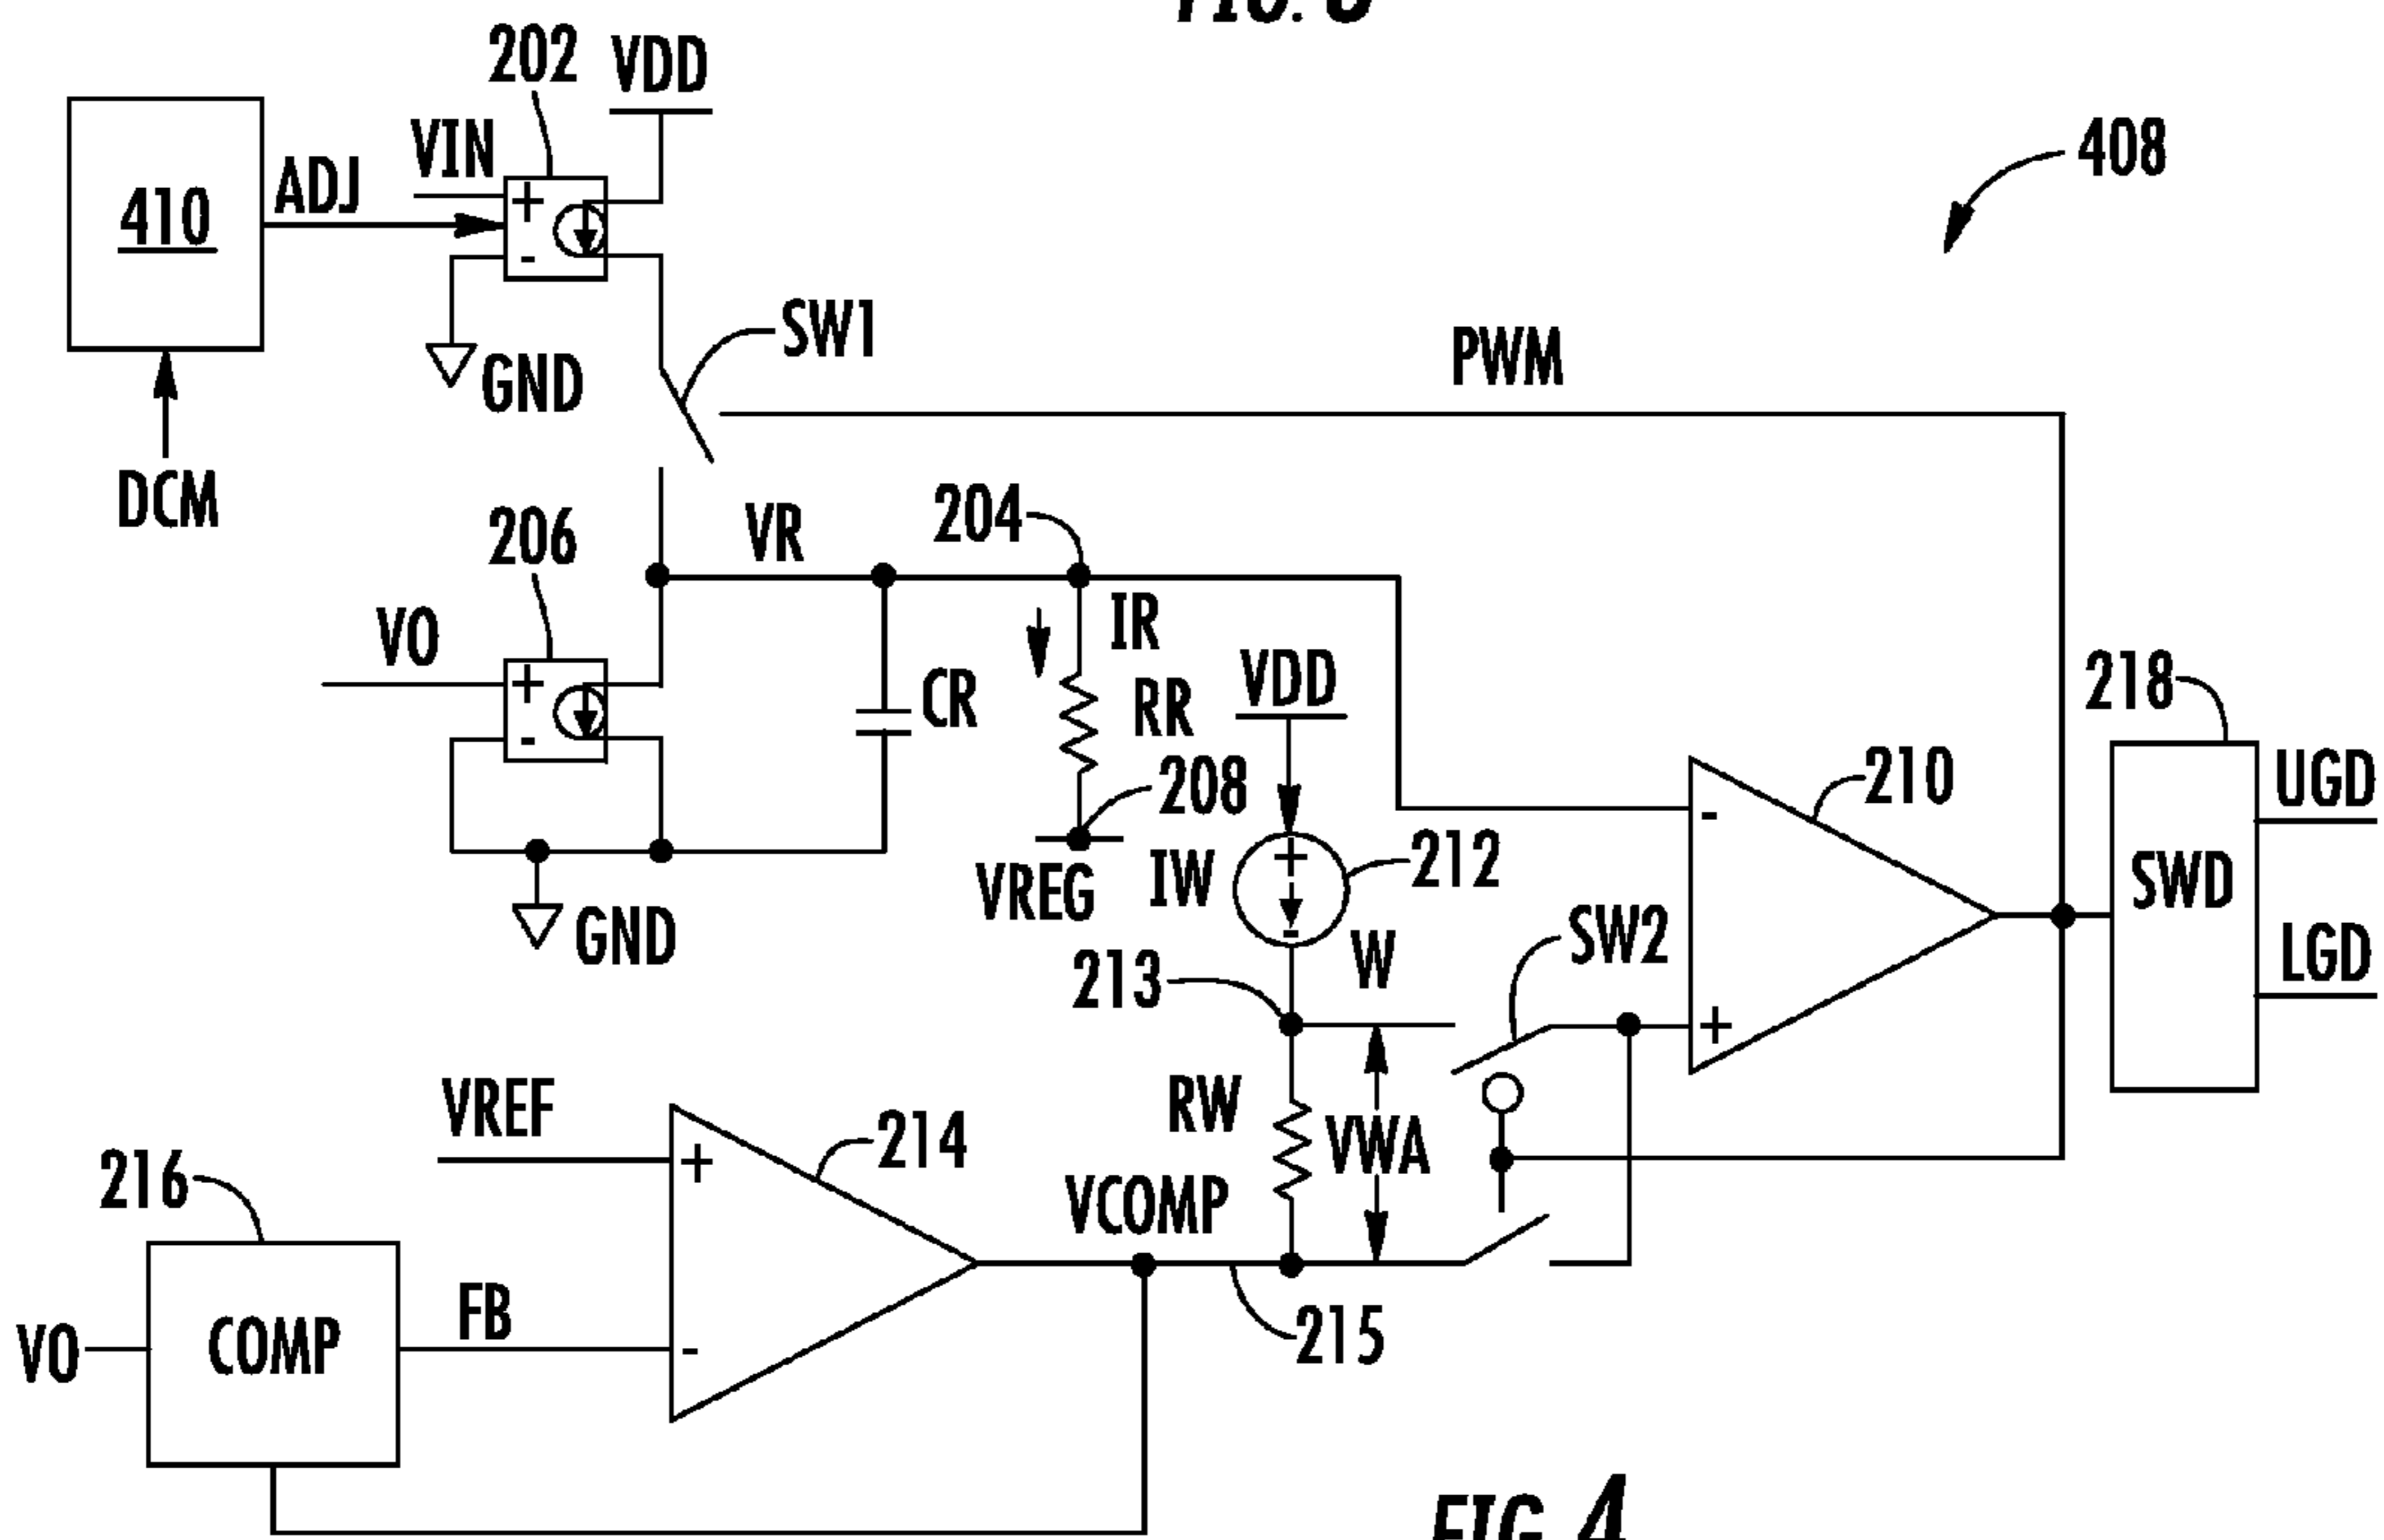 202
VDD
410
ADJ
VIN
+
-
408
GND
SW1
PWM
DCM
206
VR
204
VO
+
-
CR
IR
RR
VDD
208
VREG
IW
+
-
212
GND
213
W
SW2
-
+
210
218
SWD
UGD
LGD
VREF
+
-
214
RW
VWA
VCOMP
216
VO
COMP
FB
215
FIG. 4